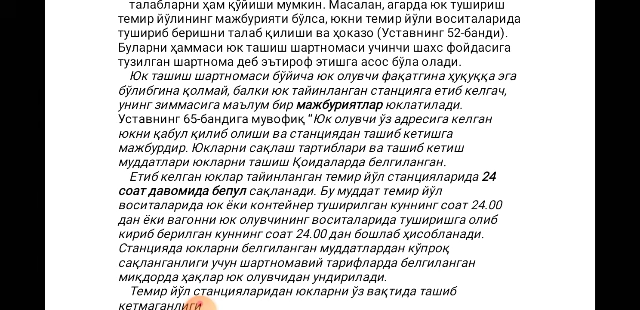 талабларни ҳам қўйиши мумкин. Масалан, агарда юк тушириш
темир йўлининг мажбурияти бўлса, юкни темир йўли воситаларида
тушириб беришни талаб қилиши ва ҳоказо (Уставнинг 52-банди).
Буларни ҳаммаси юк ташиш шартномаси учинчи шахс фойдасига
тузилган шартнома деб эътироф этишга асос бўла олади.
Юк ташиш шартномаси бўйича юк олувчи фақатгина ҳуқуққа эга
бўлибгина қолмай, балки юк тайинланган станцияга етиб келгач,
унинг зиммасига маълум бир мажбуриятлар юклатилади.
Уставнинг 65-бандига мувофиқ "Юк олувчи ўз адресига келган
юкни қабул қилиб олиши ва станциядан ташиб кетишга
мажбурдир. Юкларни сақлаш тартиблари ва ташиб кетиш
муддатлари юкларни ташиш Қоидаларда белгиланган.
Етиб келган юклар тайинланган темир йўл станцияларида 24
соат давомида бепул сақланади. Бу муддат темир йўл
воситаларида юк ёки контейнер туширилган куннинг соат 24.00
дан ёки вагонни юк олувчининг воситаларида туширишга олиб
кириб берилган куннинг соат 24.00 дан бошлаб ҳисобланади.
Станцияда юкларни белгиланган муддатлардан кўпроқ
сақланганлиги учун шартномавий тарифларда белгиланган
миқдорда ҳақлар юк олувчидан ундирилади.
Темир йўл станцияларидан юкларни ўз вақтида ташиб
кетмаганлиги